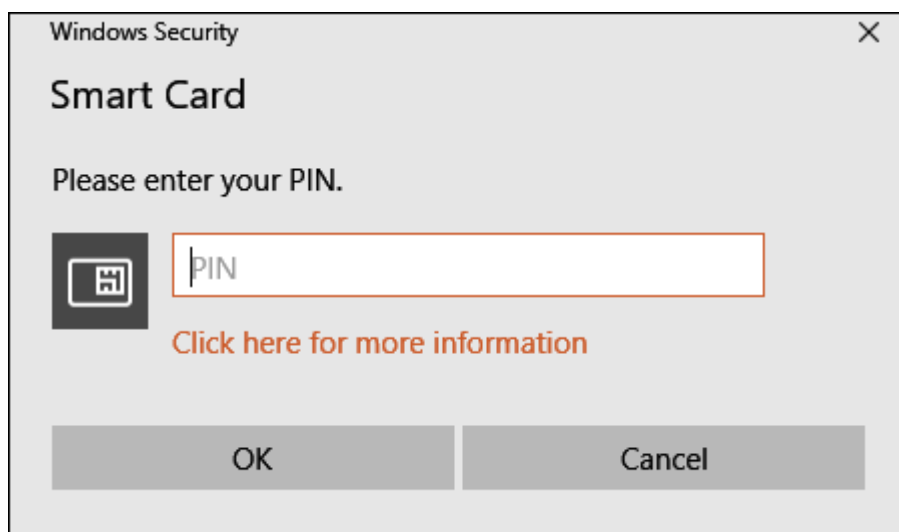 Windows Security
Smart Card
Please enter your PIN.
PIN
Click here for more information
OK
Cancel